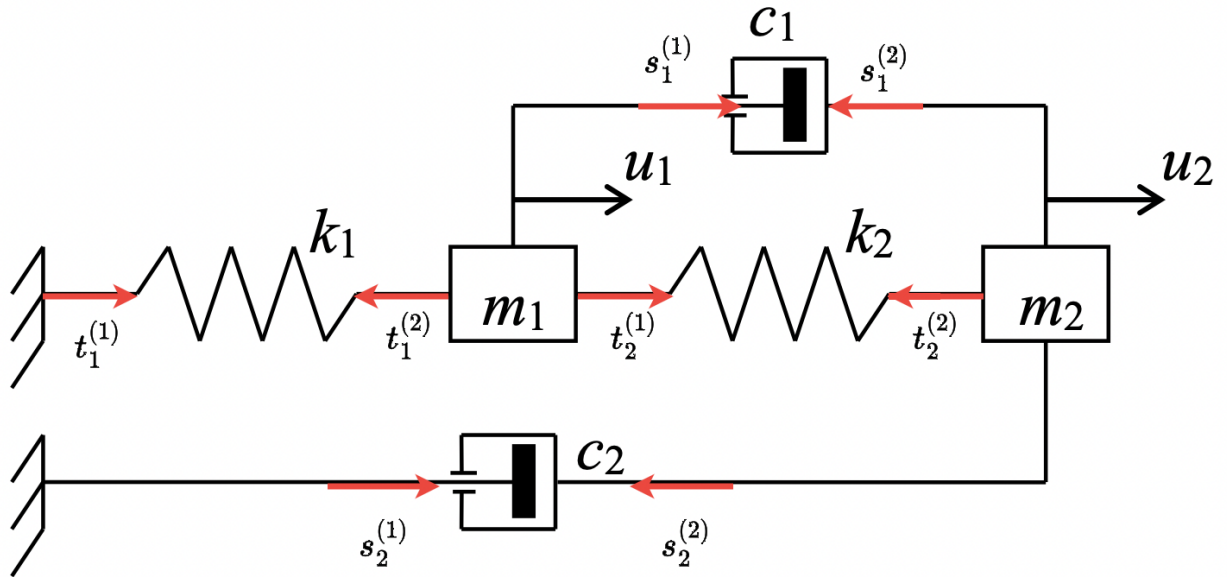 c₁
s₁⁽¹⁾ s₁⁽²⁾
u₁ u₂
k₁ k₂
m₁ m₂
t₁⁽¹⁾ t₁⁽²⁾ t₂⁽¹⁾ t₂⁽²⁾
c₂
s₂⁽¹⁾ s₂⁽²⁾